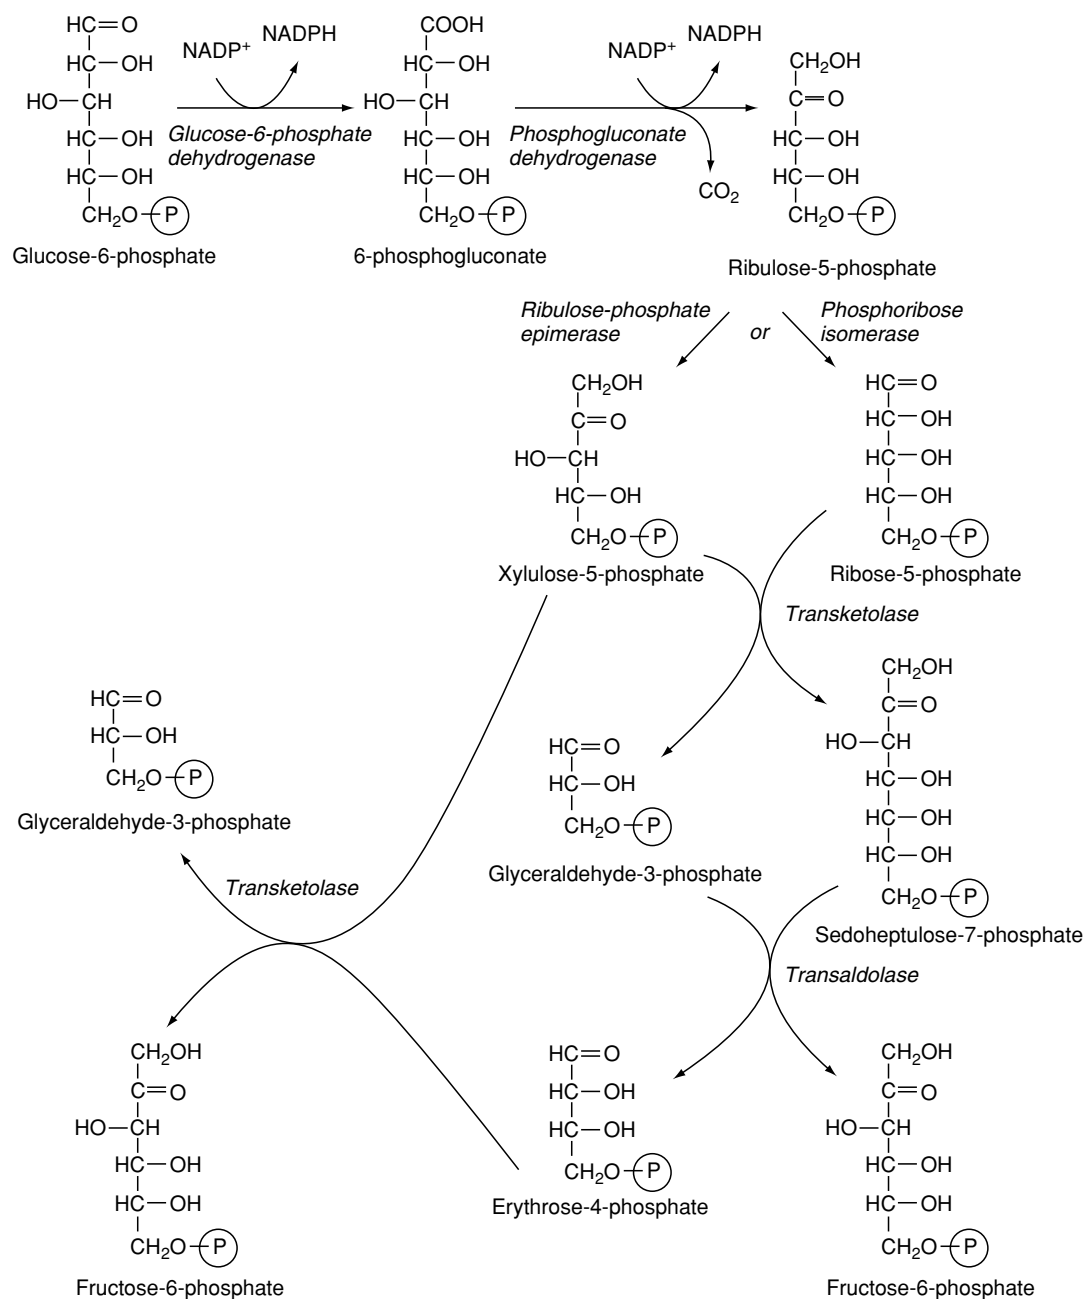 HC=O
HC—OH
HO—CH
HC—OH
HC—OH
CH₂O—P
Glucose-6-phosphate
NADP⁺
NADPH
Glucose-6-phosphate
dehydrogenase
COOH
HC—OH
HO—CH
HC—OH
HC—OH
CH₂O—P
6-phosphogluconate
NADP⁺
NADPH
Phosphogluconate
dehydrogenase
CO₂
CH₂OH
C=O
HC—OH
HC—OH
CH₂O—P
Ribulose-5-phosphate
Ribulose-phosphate
epimerase
or
Phosphoribose
isomerase
CH₂OH
C=O
HO—CH
HC—OH
CH₂O—P
Xylulose-5-phosphate
HC=O
HC—OH
HC—OH
HC—OH
CH₂O—P
Ribose-5-phosphate
Transketolase
HC=O
HC—OH
CH₂O—P
Glyceraldehyde-3-phosphate
HC=O
HC—OH
CH₂O—P
Glyceraldehyde-3-phosphate
CH₂OH
C=O
HO—CH
HC—OH
HC—OH
HC—OH
CH₂O—P
Sedoheptulose-7-phosphate
Transketolase
Transaldolase
CH₂OH
C=O
HO—CH
HC—OH
HC—OH
CH₂O—P
Fructose-6-phosphate
HC=O
HC—OH
HC—OH
CH₂O—P
Erythrose-4-phosphate
CH₂OH
C=O
HO—CH
HC—OH
HC—OH
CH₂O—P
Fructose-6-phosphate